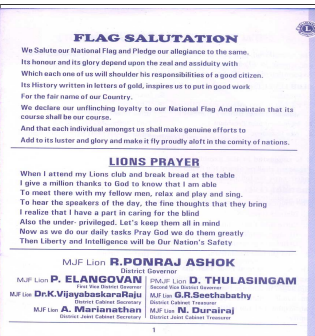 FLAG SALUTATION
We Salute our National Flag and Pledge our allegiance to the same.
Its honour and its glory depend upon the zeal and assiduity with
Which each one of us will shoulder his responsibilities of a good citizen.
Its History written in letters of gold, inspires us to put in good work
For the fair name of our Country.
We declare our unflinching loyalty to our National Flag And maintain that its
course shall be our course.
And that each individual amongst us shall make genuine efforts to
Add to its luster and glory and make it fly proudly aloft in the comity of nations.
LIONS PRAYER
When I attend my Lions club and break bread at the table
I give a million thanks to God to know that I am able
To meet there with my fellow men, relax and play and sing.
To hear the speakers of the day, the fine thoughts that they bring
I realize that I have a part in caring for the blind
Also the under- privileged. Let's keep them all in mind
Now as we do our daily tasks Pray God we do them greatly
Then Liberty and Intelligence will be Our Nation's Safety
MJF Lion R.PONRAJ ASHOK
District Governor
MJF Lion P. ELANGOVAN
First Vice District Governor
PMJF Lion D. THULASINGAM
Second Vice District Governor
MJF Lion Dr.K.VijayabaskaraRaju
District Cabinet Secretary
MJF Lion G.R.Seethabathy
District Cabinet Treasurer
MJF Lion A. Marianathan
District Joint Cabinet Secretary
MJF Lion N. Durairaj
District Joint Cabinet Treasurer
1